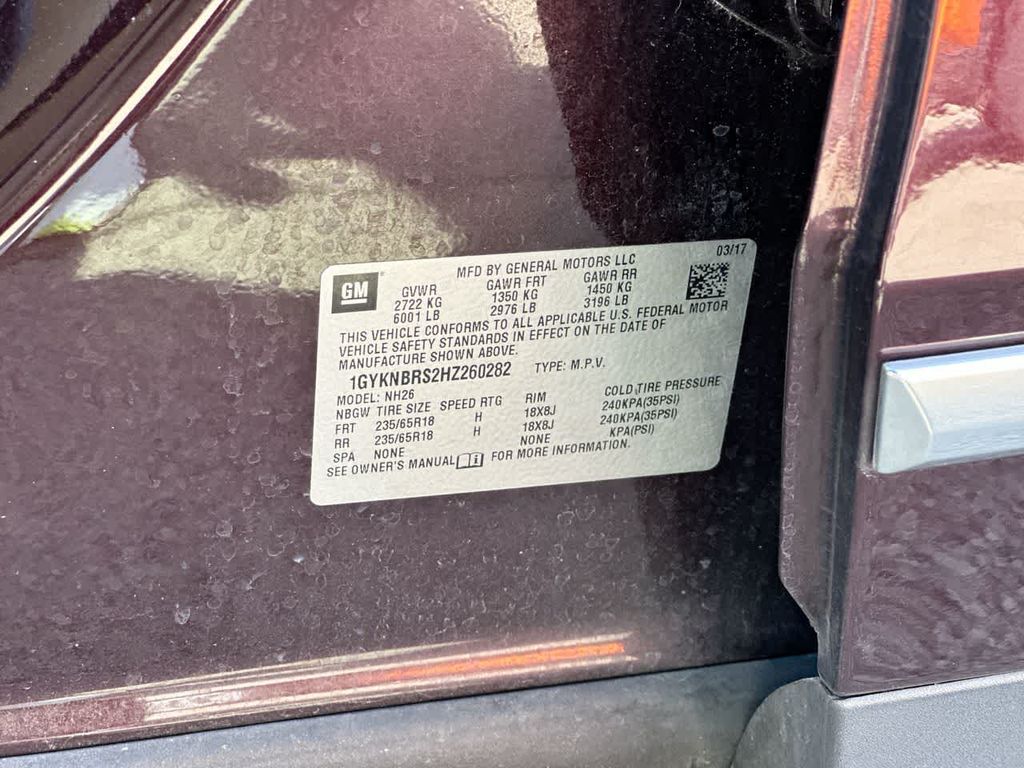 03/17
GM
MFD BY GENERAL MOTORS LLC
GVWR GAWR FRT GAWR RR
2722 KG 1350 KG 1450 KG
6001 LB 2976 LB 3196 LB
THIS VEHICLE CONFORMS TO ALL APPLICABLE U.S. FEDERAL MOTOR
VEHICLE SAFETY STANDARDS IN EFFECT ON THE DATE OF
MANUFACTURE SHOWN ABOVE.
1GYKNBRS2HZ260282 TYPE: M.P.V.
MODEL: NH26
NBGW TIRE SIZE SPEED RTG RIM COLD TIRE PRESSURE
FRT 235/65R18 H 18X8J 240KPA(35PSI)
RR 235/65R18 H 18X8J 240KPA(35PSI)
SPA NONE NONE KPA(PSI)
SEE OWNER'S MANUAL FOR MORE INFORMATION.